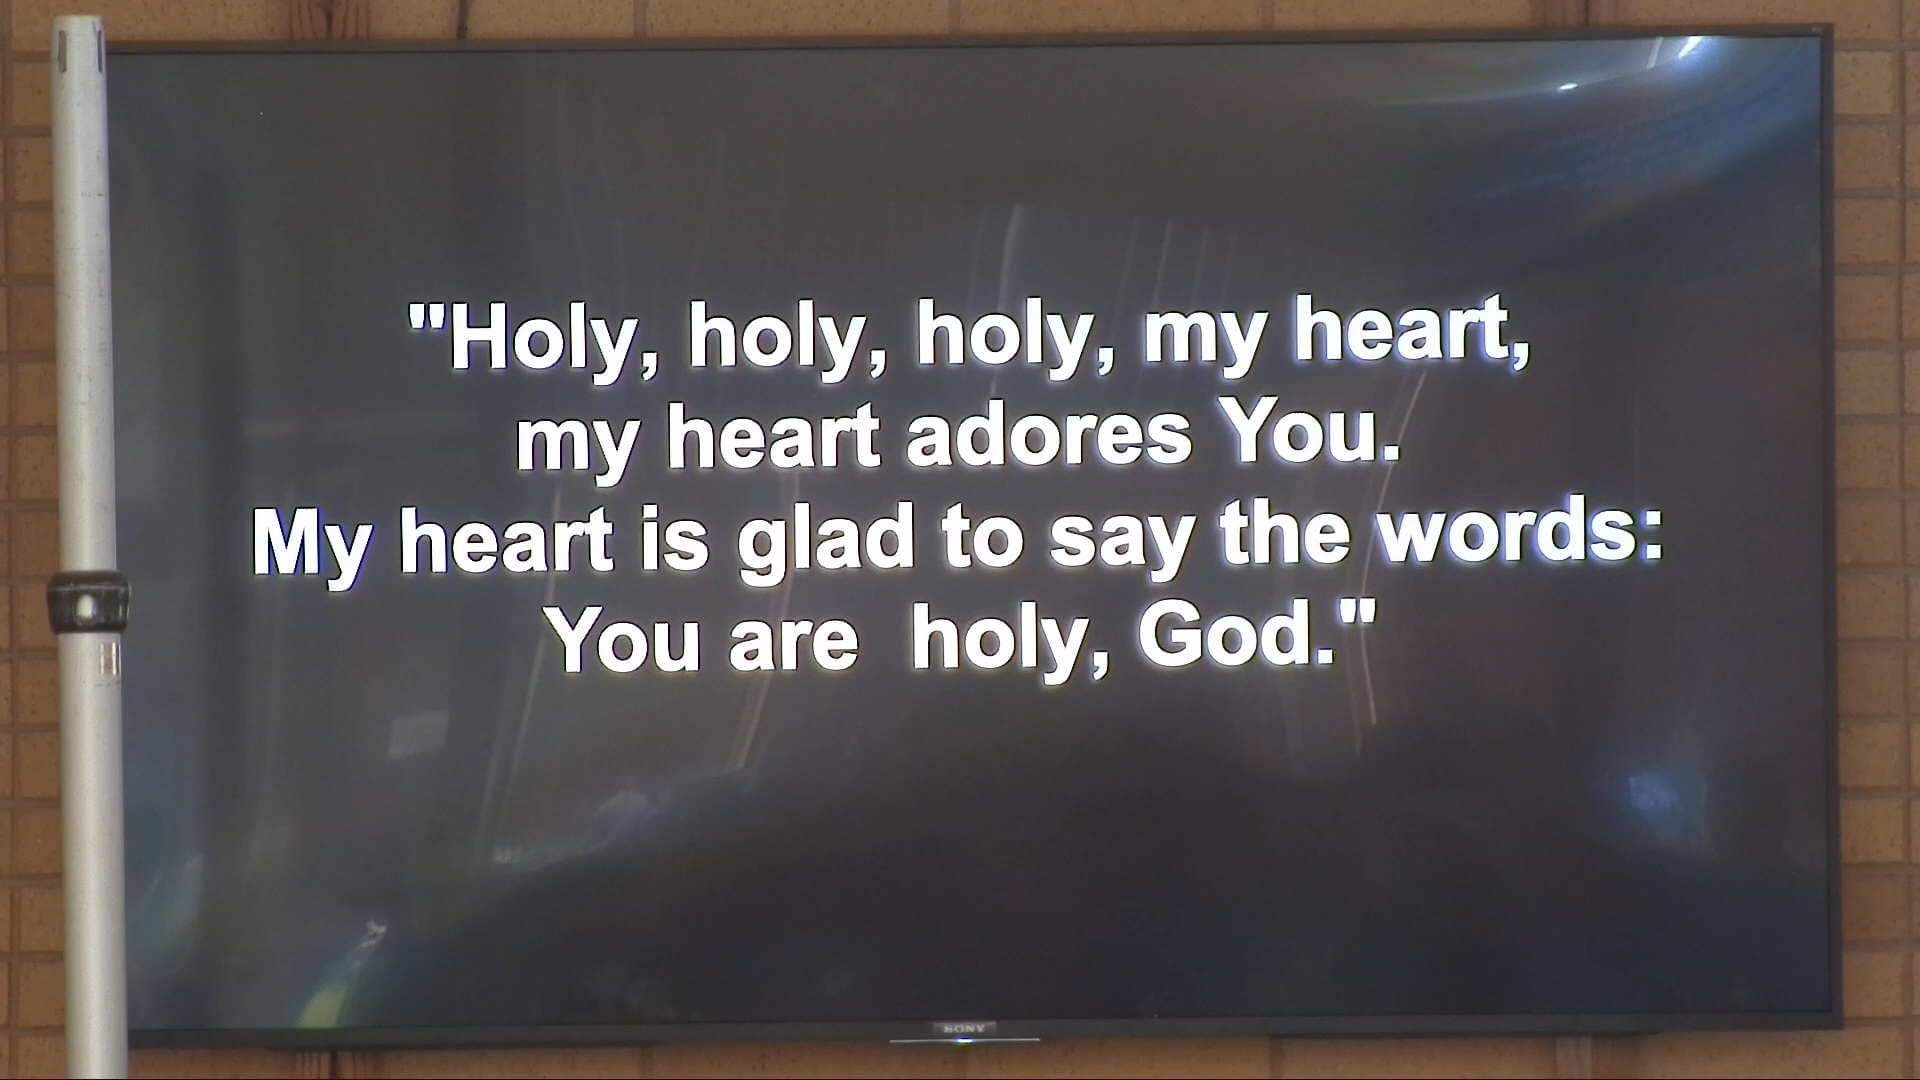 "Holy, holy, holy, my heart,
my heart adores You.
My heart is glad to say the words:
You are  holy, God."
SONY